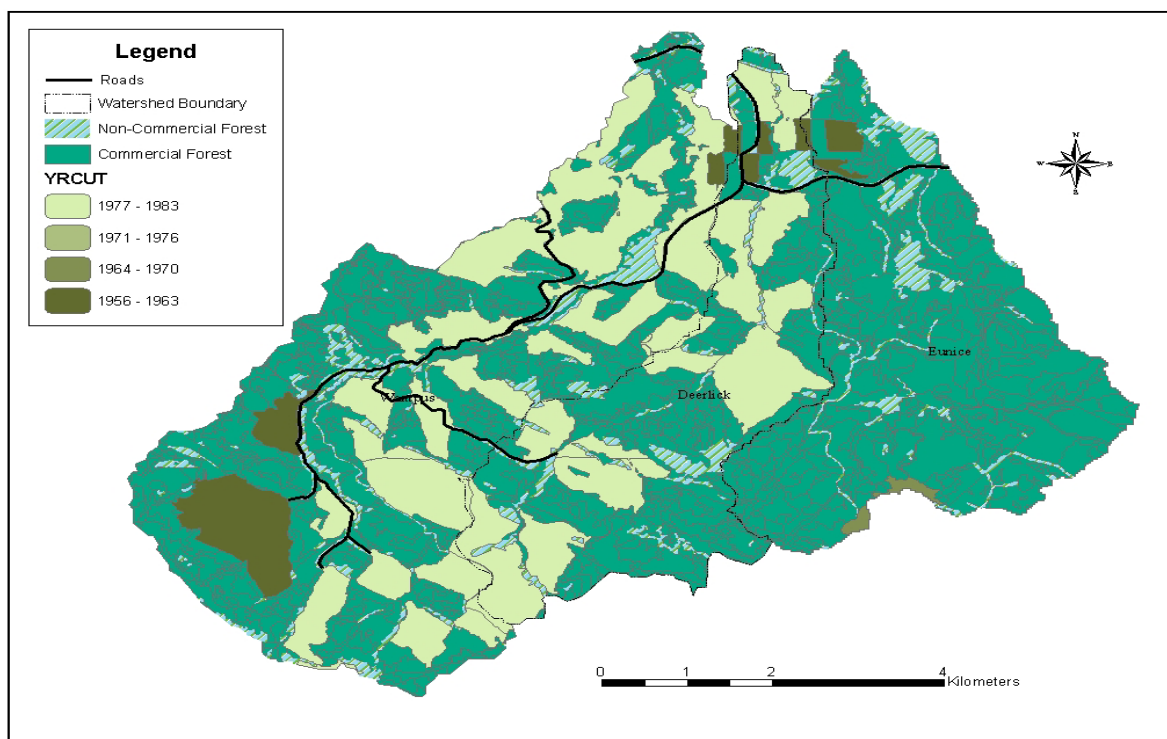 Legend
Roads
Watershed Boundary
Non-Commercial Forest
Commercial Forest
YRCUT
1977 - 1983
1971 - 1976
1964 - 1970
1956 - 1963
N
W
E
S
Eunice
Deerlick
0 1 2 4
Kilometers